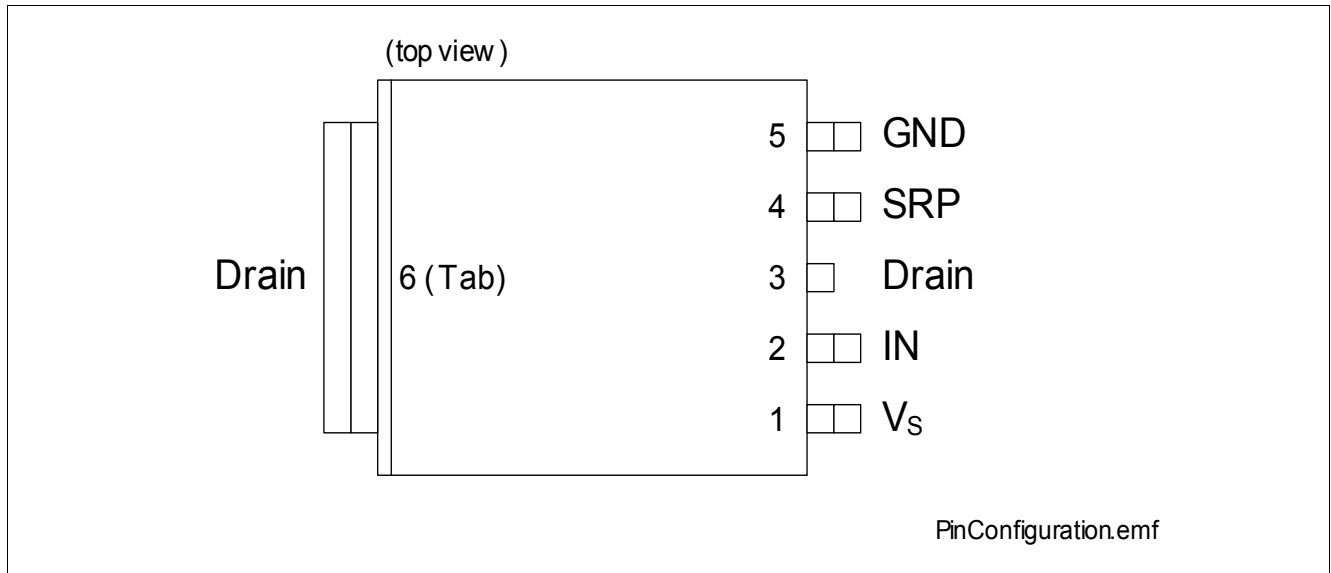 (top view)
5 GND
4 SRP
Drain 6 (Tab) 3 Drain
2 IN
1 VS
PinConfiguration.emf